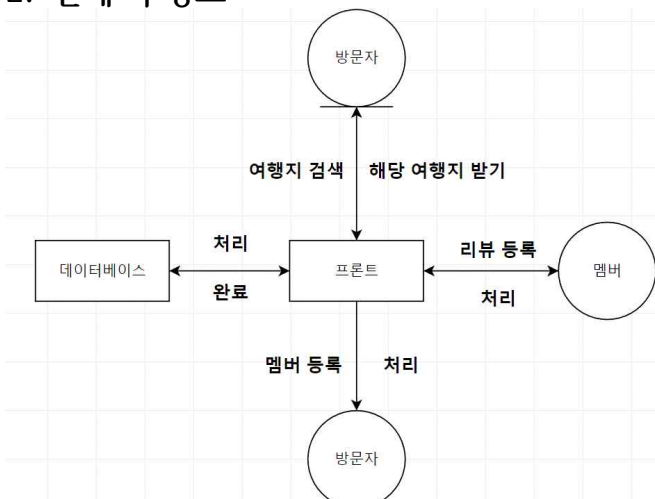 방문자
여행지 검색 해당 여행지 받기
처리 리뷰 등록
데이터베이스 프론트 멤버
완료 처리
멤버 등록 처리
방문자